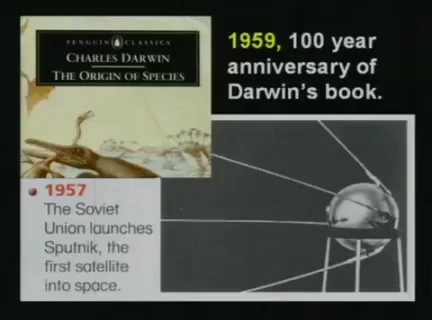 PENGUIN CLASSICS
CHARLES DARWIN
THE ORIGIN OF SPECIES
1959, 100 year
anniversary of
Darwin's book.
1957
The Soviet
Union launches
Sputnik, the
first satellite
into space.